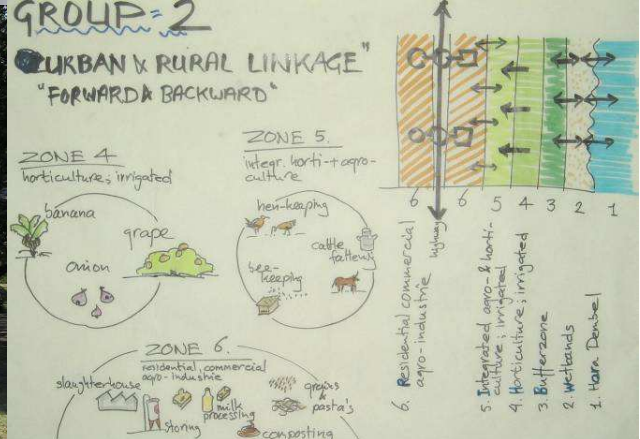 GROUP=2
"URBAN & RURAL LINKAGE"
"FORWARD & BACKWARD"
ZONE 4
horticulture; irrigated
banana
grape
onion
ZONE 5.
integr. horti-+agro-
culture
hen-keeping
cattle
fatten.
bee-
keeping
ZONE 6.
residential, commercial
agro-industrie
slaughterhouse
storing
milk
processing
grains
& pasta's
composting
6 6 5 4 3 2 1
highway
6. Residential commercial
agro-industrie
5. Integrated agro- & horti-
culture; irrigated
4. Horticulture; irrigated
3. Bufferzone
2. Wetlands
1. Hara Dembel